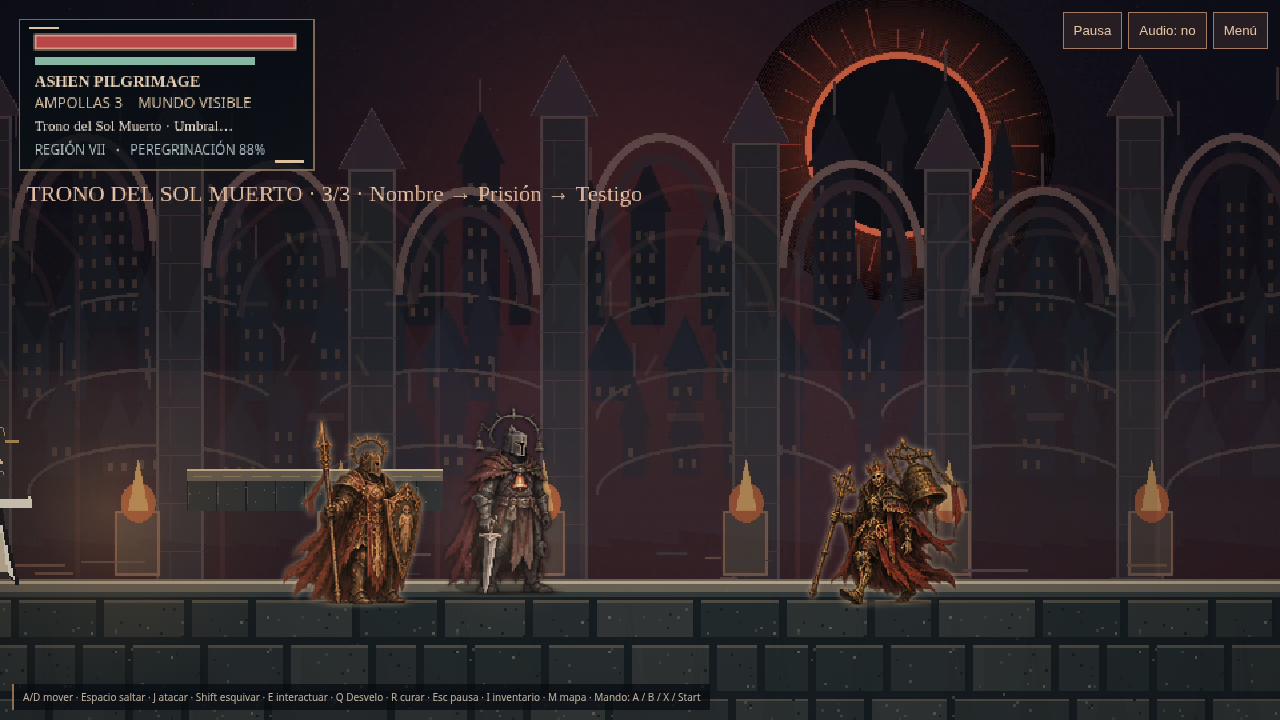 Pausa
Audio: no
Menú
ASHEN PILGRIMAGE
AMPOLLAS 3 MUNDO VISIBLE
Trono del Sol Muerto · Umbral…
REGIÓN VII · PEREGRINACIÓN 88%
TRONO DEL SOL MUERTO · 3/3 · Nombre → Prisión → Testigo
A/D mover · Espacio saltar · J atacar · Shift esquivar · E interactuar · Q Desvelo · R curar · Esc pausa · I inventario · M mapa · Mando: A / B / X / Start